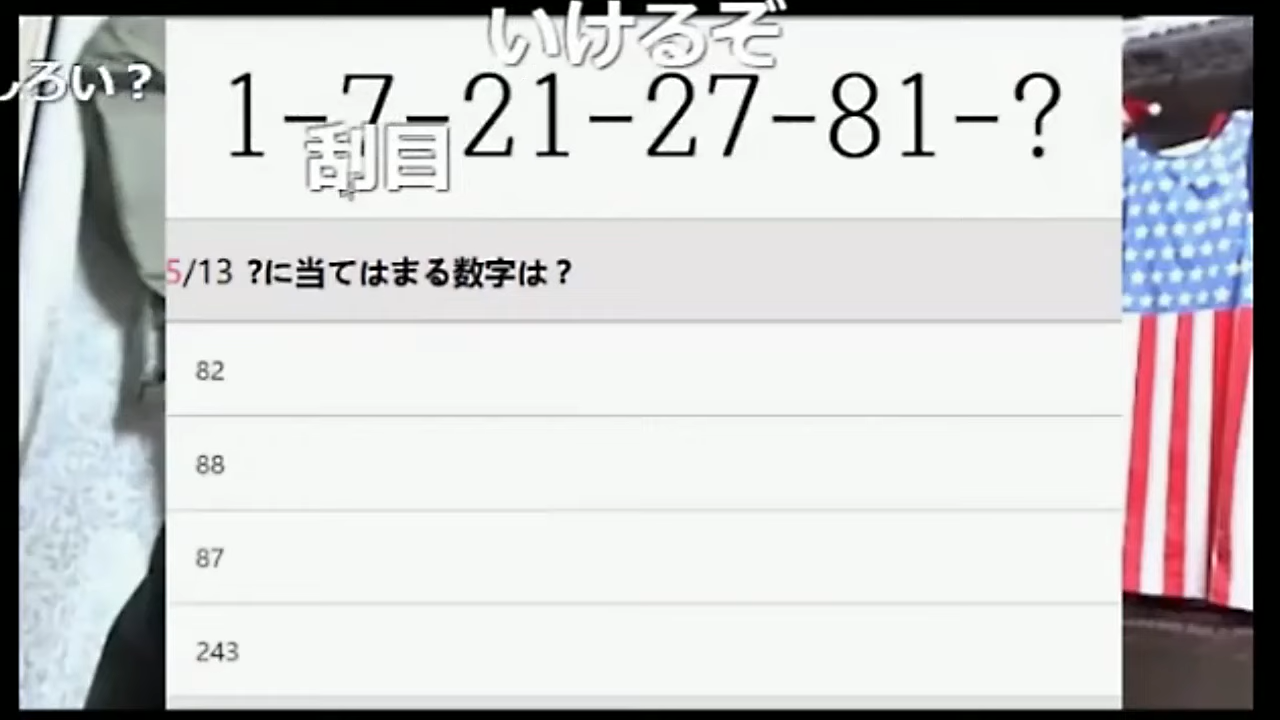 いけるぞ
ろい？
1-7-21-27-81-?
刮目
5/13 ?に当てはまる数字は？
82
88
87
243